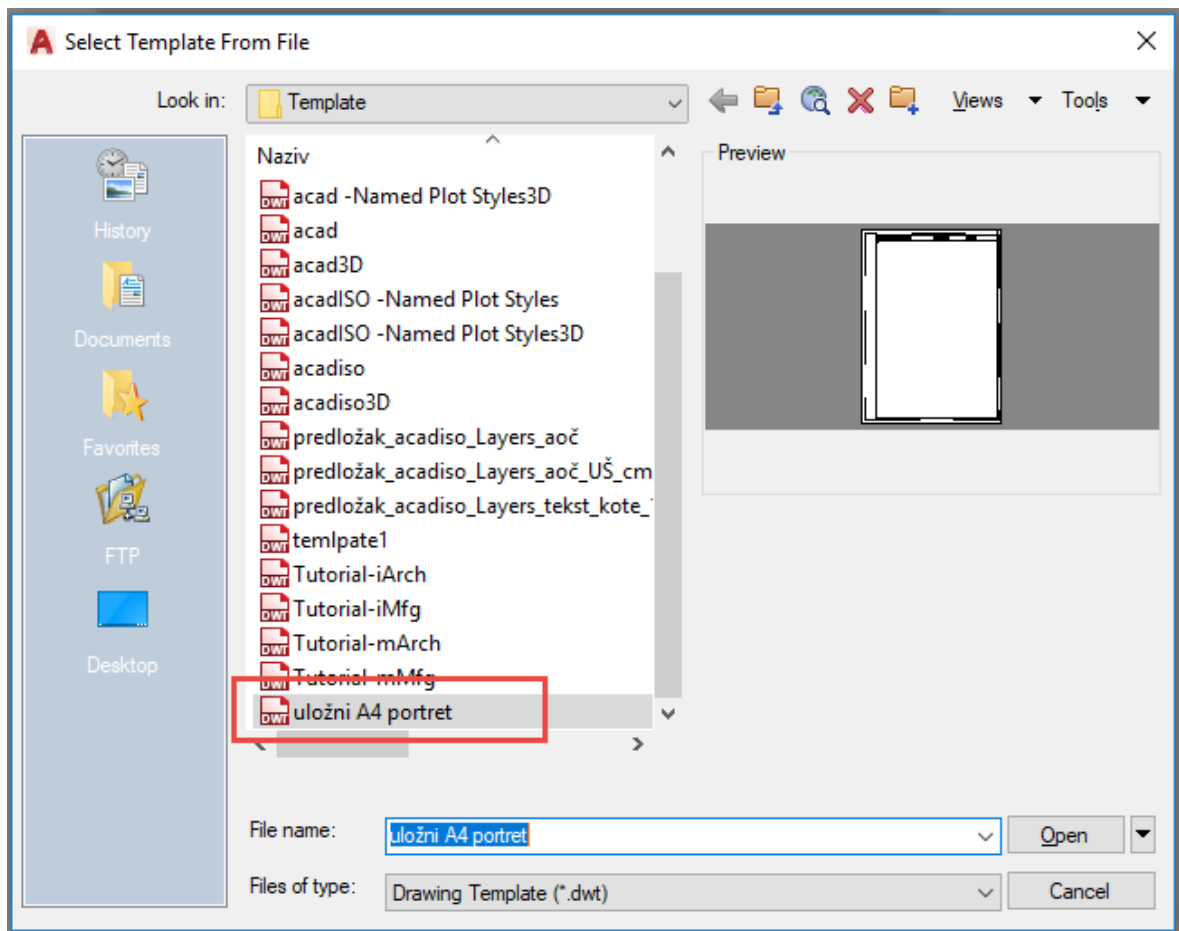 Select Template From File
Look in:
Template
Views
Tools
History
Documents
Favorites
FTP
Desktop
Naziv
acad -Named Plot Styles3D
acad
acad3D
acadISO -Named Plot Styles
acadISO -Named Plot Styles3D
acadiso
acadiso3D
predložak_acadiso_Layers_aoč
predložak_acadiso_Layers_aoč_UŠ_cm
predložak_acadiso_Layers_tekst_kote_
temlpate1
Tutorial-iArch
Tutorial-iMfg
Tutorial-mArch
Tutorial-mMfg
uložni A4 portret
Preview
File name:
uložni A4 portret
Open
Files of type:
Drawing Template (*.dwt)
Cancel